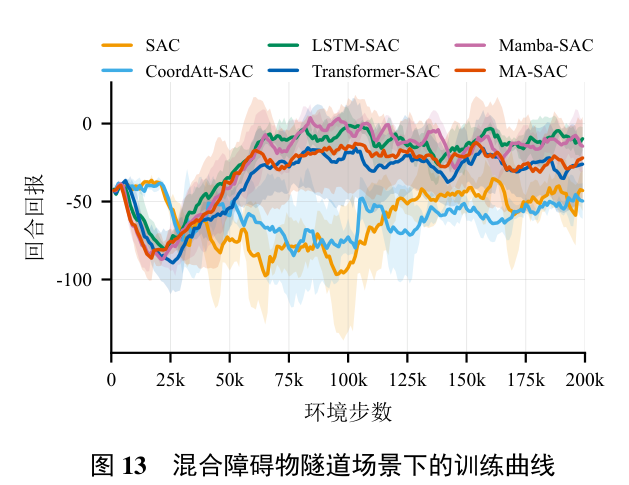 SAC LSTM-SAC Mamba-SAC
CoordAtt-SAC Transformer-SAC MA-SAC
回合回报
0
-50
-100
0 25k 50k 75k 100k 125k 150k 175k 200k
环境步数
图 13 混合障碍物隧道场景下的训练曲线